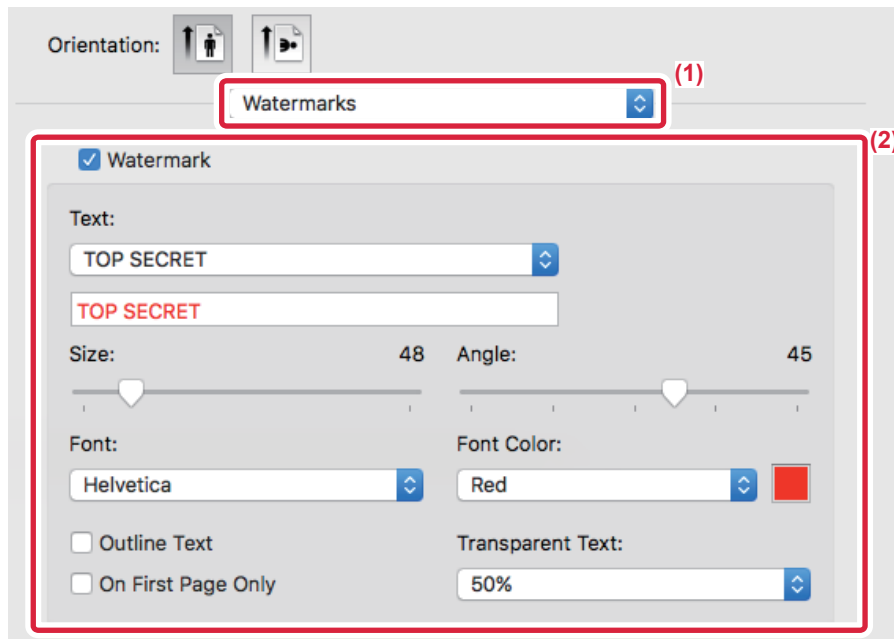 Orientation:
(1)
Watermarks
(2)
Watermark
Text:
TOP SECRET
TOP SECRET
Size: 48 Angle: 45
Font: Font Color:
Helvetica Red
Outline Text Transparent Text:
On First Page Only 50%